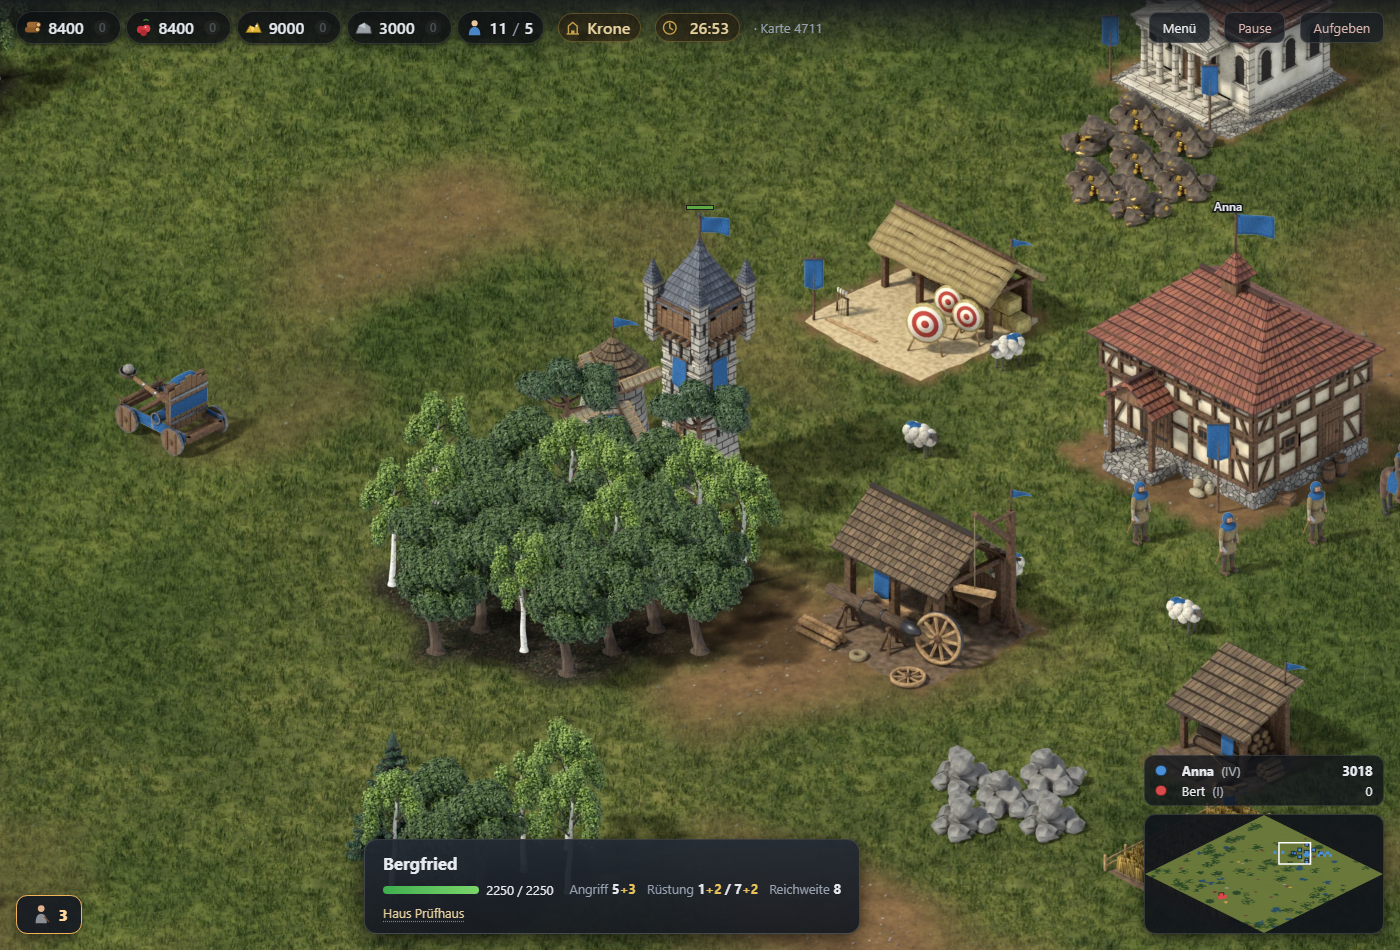 8400 0 8400 0 9000 0 3000 0 11 / 5 Krone 26:53 · Karte 4711 Menü Pause Aufgeben
Anna
Anna (IV) 3018
Bert (I) 0
Bergfried
2250 / 2250 Angriff 5+3 Rüstung 1+2 / 7+2 Reichweite 8
Haus Prüfhaus
3